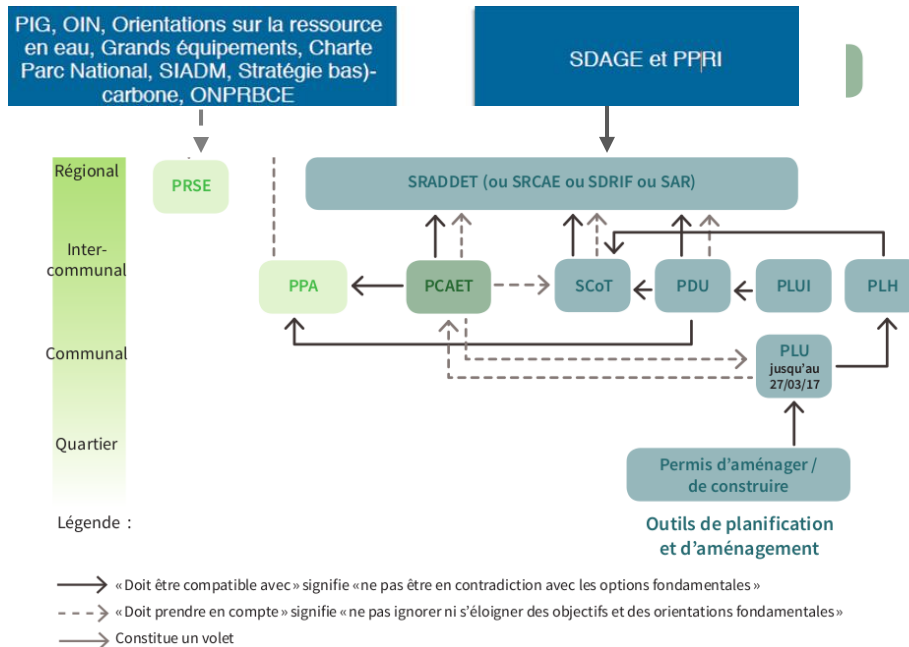 PIG, OIN, Orientations sur la ressource
en eau, Grands équipements, Charte
Parc National, SIADM, Stratégie bas)-
carbone, ONPRBCE
SDAGE et PPRI
Régional
PRSE
SRADDET (ou SRCAE ou SDRIF ou SAR)
Inter-
communal
PPA
PCAET
SCoT
PDU
PLUI
PLH
Communal
PLU
jusqu’au
27/03/17
Quartier
Permis d’aménager /
de construire
Légende :
Outils de planification
et d’aménagement
« Doit être compatible avec » signifie « ne pas être en contradiction avec les options fondamentales »
« Doit prendre en compte » signifie « ne pas ignorer ni s’éloigner des objectifs et des orientations fondamentales »
Constitue un volet